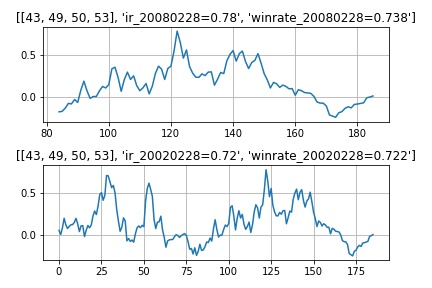 [[43, 49, 50, 53], 'ir_20080228=0.78', 'winrate_20080228=0.738']
0.5
0.0
80 100 120 140 160 180
[[43, 49, 50, 53], 'ir_20020228=0.72', 'winrate_20020228=0.722']
0.5
0.0
0 25 50 75 100 125 150 175